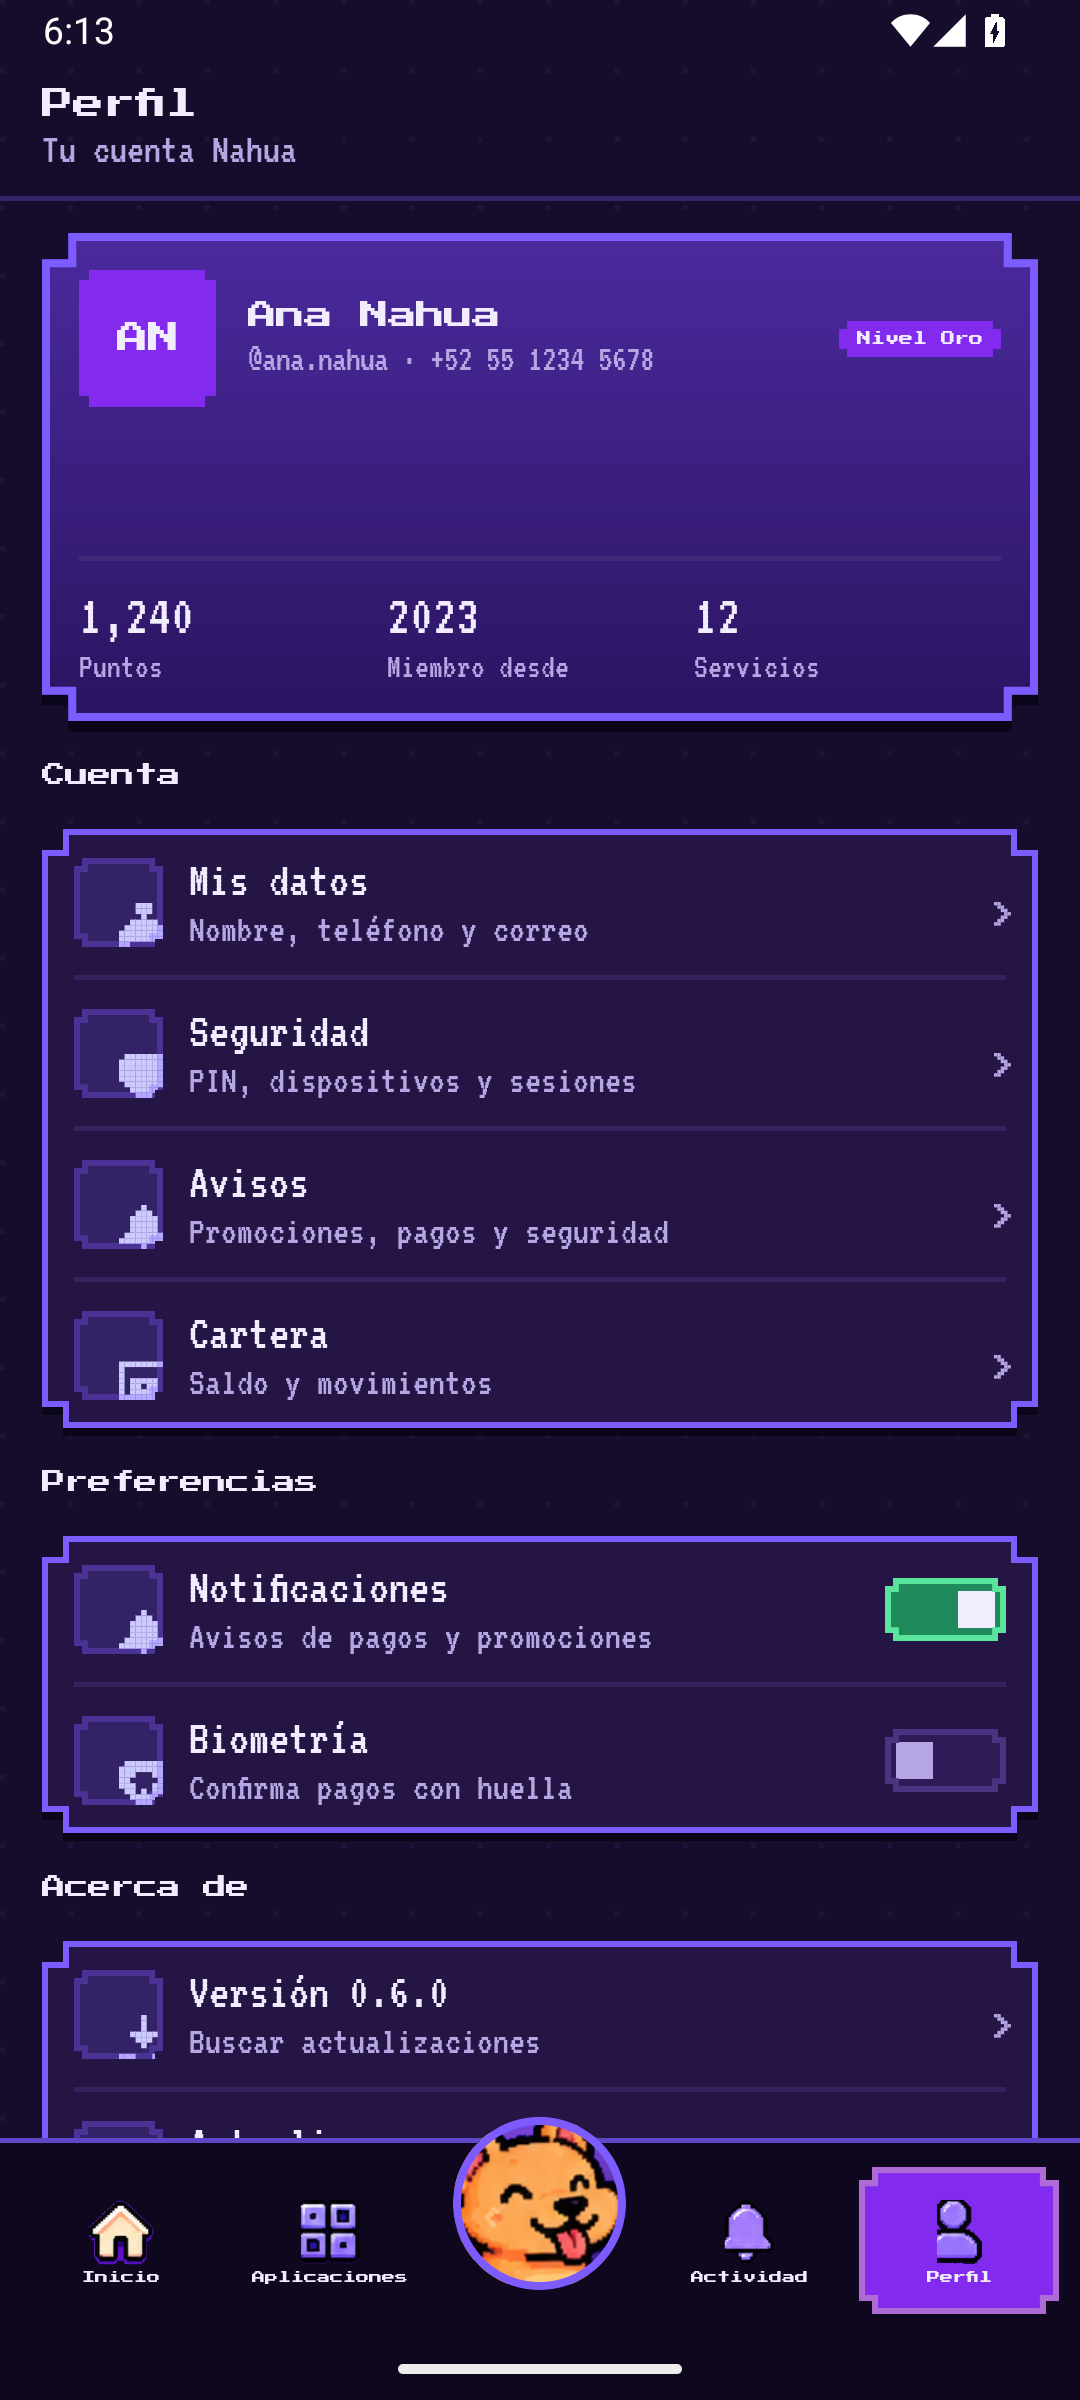 6:13
Perfil
Tu cuenta Nahua
AN
Ana Nahua
@ana.nahua · +52 55 1234 5678
Nivel Oro
1,240
2023
12
Puntos
Miembro desde
Servicios
Cuenta
Mis datos
Nombre, teléfono y correo
Seguridad
PIN, dispositivos y sesiones
Avisos
Promociones, pagos y seguridad
Cartera
Saldo y movimientos
Preferencias
Notificaciones
Avisos de pagos y promociones
Biometría
Confirma pagos con huella
Acerca de
Versión 0.6.0
Buscar actualizaciones
Inicio
Aplicaciones
Actividad
Perfil